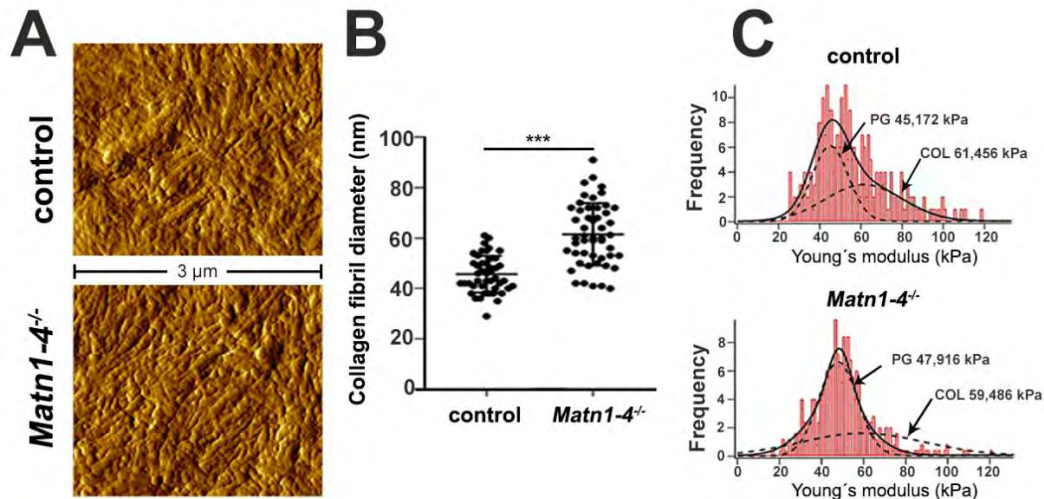 A
control
3 µm
Matn1-4-/-
B
Collagen fibril diameter (nm)
100
80
60
40
20
0
***
control
Matn1-4-/-
C
control
Frequency
10
8
6
4
2
0
PG 45,172 kPa
COL 61,456 kPa
0 20 40 60 80 100 120
Young´s modulus (kPa)
Matn1-4-/-
Frequency
8
6
4
2
0
PG 47,916 kPa
COL 59,486 kPa
0 20 40 60 80 100 120
Young´s modulus (kPa)